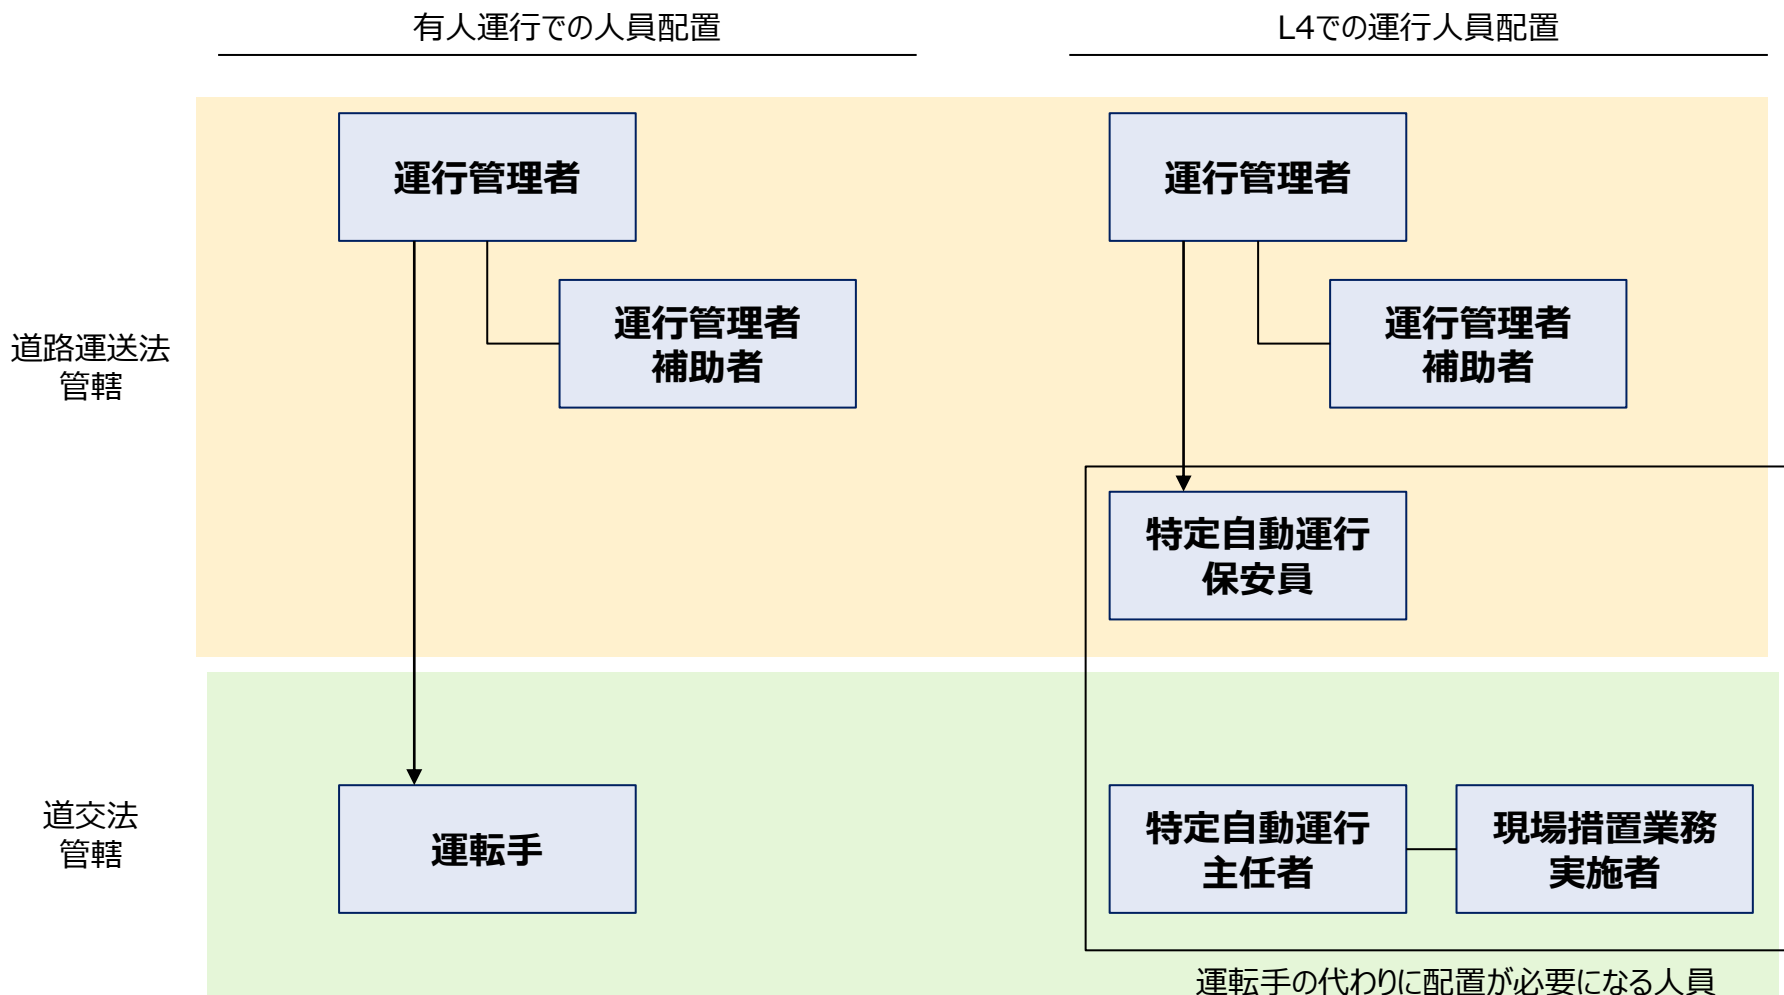 有人運行での人員配置
L4での運行人員配置
道路運送法
管轄
運行管理者
運行管理者
補助者
運行管理者
運行管理者
補助者
特定自動運行
保安員
道交法
管轄
運転手
特定自動運行
主任者
現場措置業務
実施者
運転手の代わりに配置が必要になる人員